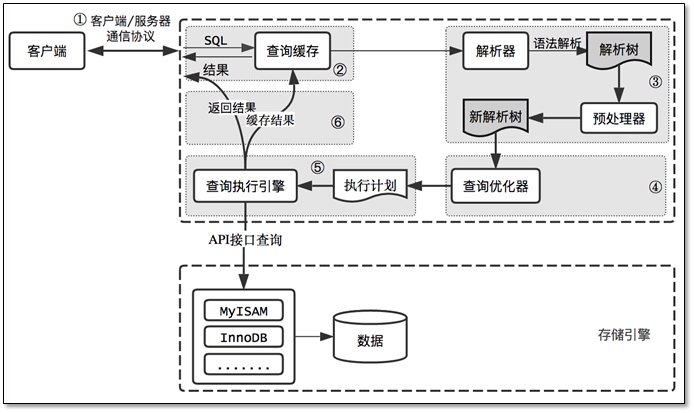 ① 客户端/服务器
通信协议
客户端
SQL
结果
查询缓存
②
解析器
语法解析
解析树
③
预处理器
新解析树
返回结果
缓存结果
⑥
⑤
查询执行引擎
执行计划
查询优化器
④
API接口查询
MyISAM
InnoDB
.......
数据
存储引擎